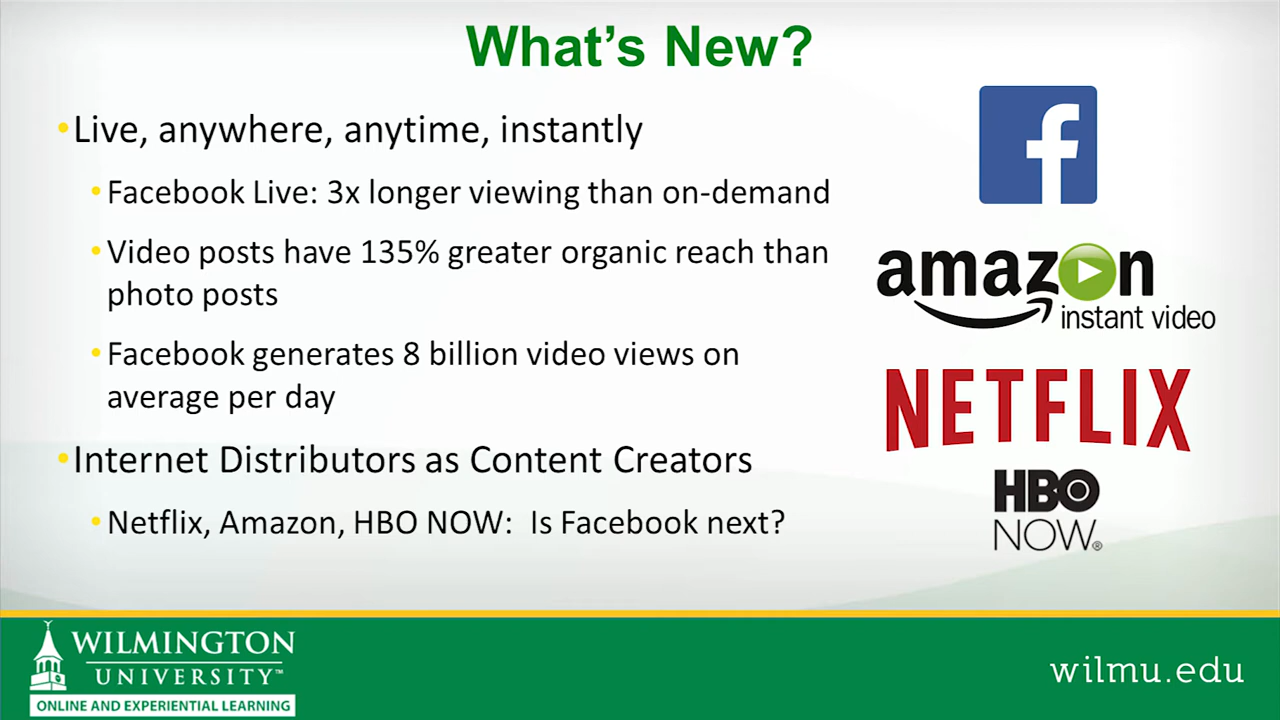 What's New?
•Live, anywhere, anytime, instantly
•Facebook Live: 3x longer viewing than on-demand
•Video posts have 135% greater organic reach than
photo posts
•Facebook generates 8 billion video views on
average per day
•Internet Distributors as Content Creators
•Netflix, Amazon, HBO NOW:  Is Facebook next?
f
amazon
instant video
NETFLIX
HBO
NOW®
WILMINGTON
UNIVERSITY™
ONLINE AND EXPERIENTIAL LEARNING
wilmu.edu